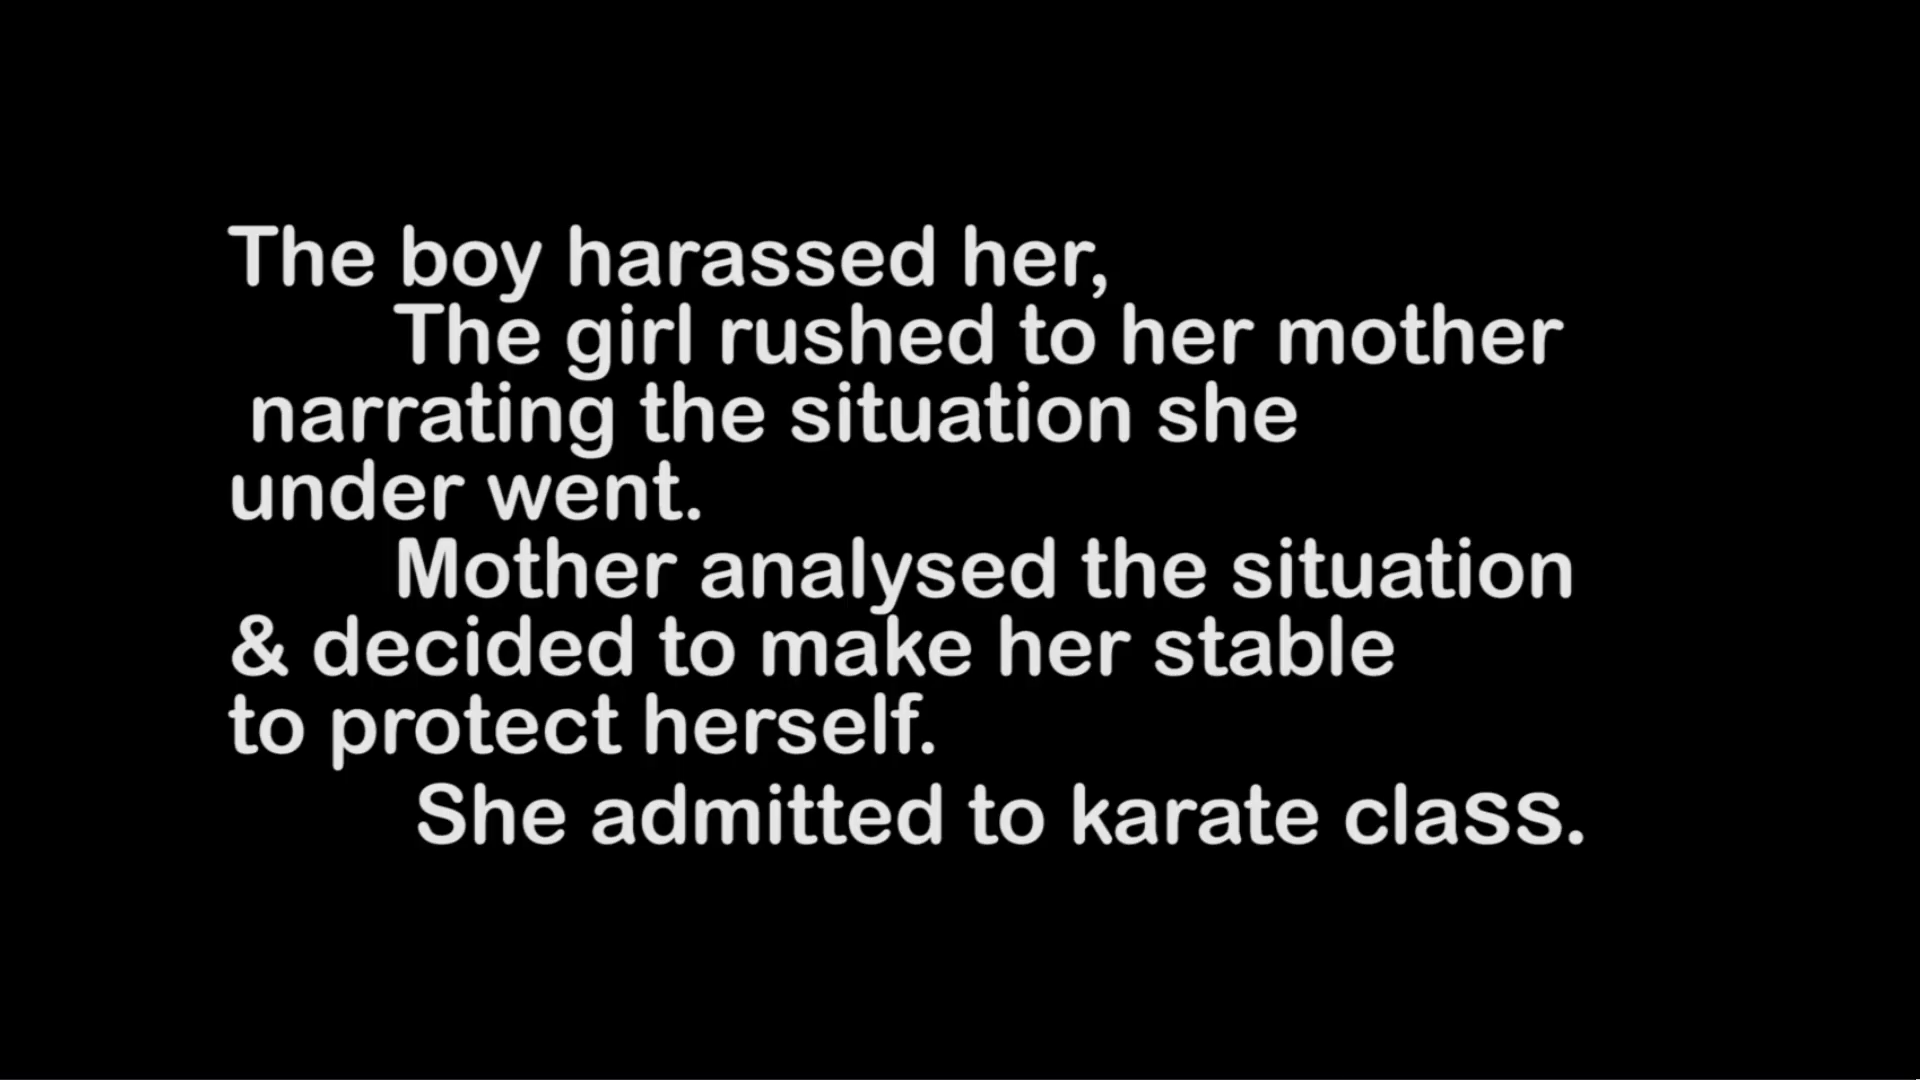 The boy harassed her,
The girl rushed to her mother
narrating the situation she
under went.
Mother analysed the situation
& decided to make her stable
to protect herself.
She admitted to karate class.